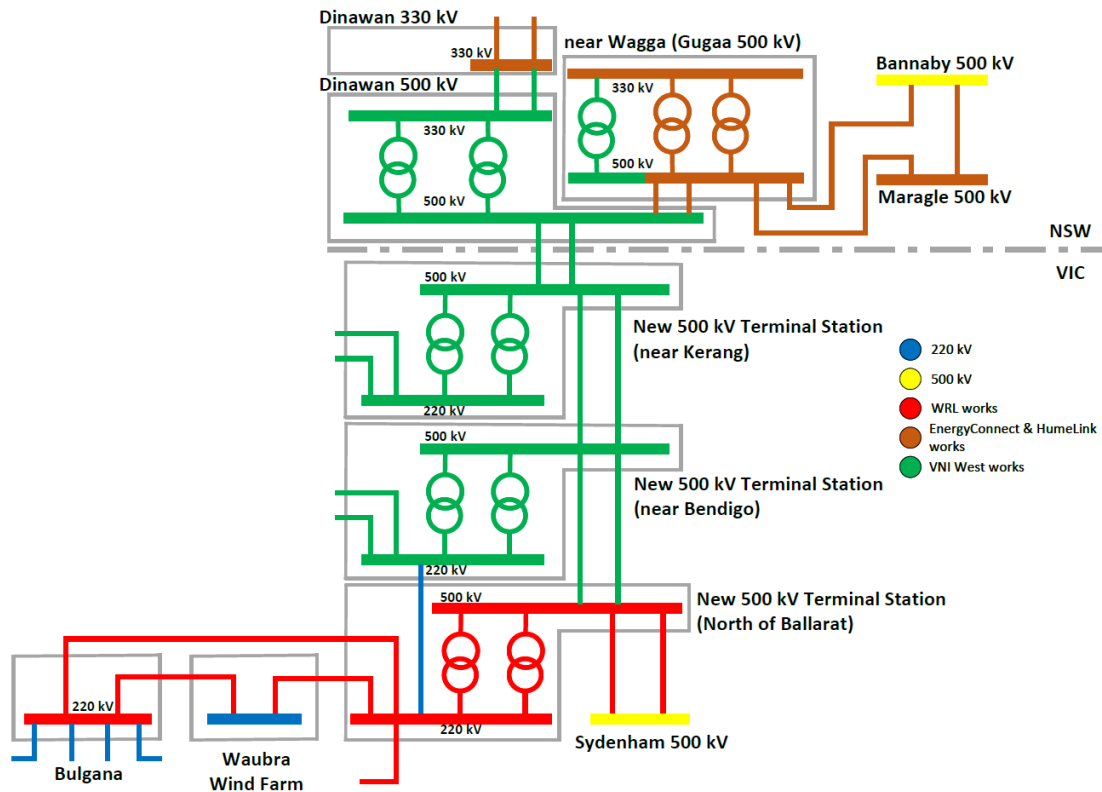 Dinawan 330 kV
330 kV
near Wagga (Gugaa 500 kV)
Bannaby 500 kV
Dinawan 500 kV
330 kV
330 kV
500 kV
500 kV
Maragle 500 kV
NSW
VIC
500 kV
New 500 kV Terminal Station
(near Kerang)
220 kV
220 kV
500 kV
WRL works
EnergyConnect & HumeLink
works
VNI West works
500 kV
New 500 kV Terminal Station
(near Bendigo)
220 kV
500 kV
New 500 kV Terminal Station
(North of Ballarat)
220 kV
220 kV
Bulgana
Waubra
Wind Farm
Sydenham 500 kV